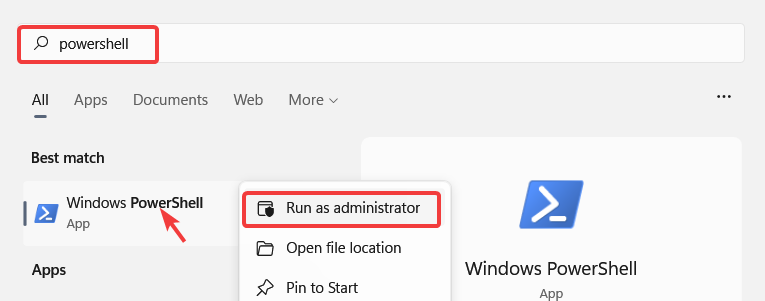 powershell
All Apps Documents Web More
Best match
Windows PowerShell
App
Apps
Run as administrator
Open file location
Pin to Start
Windows PowerShell
App